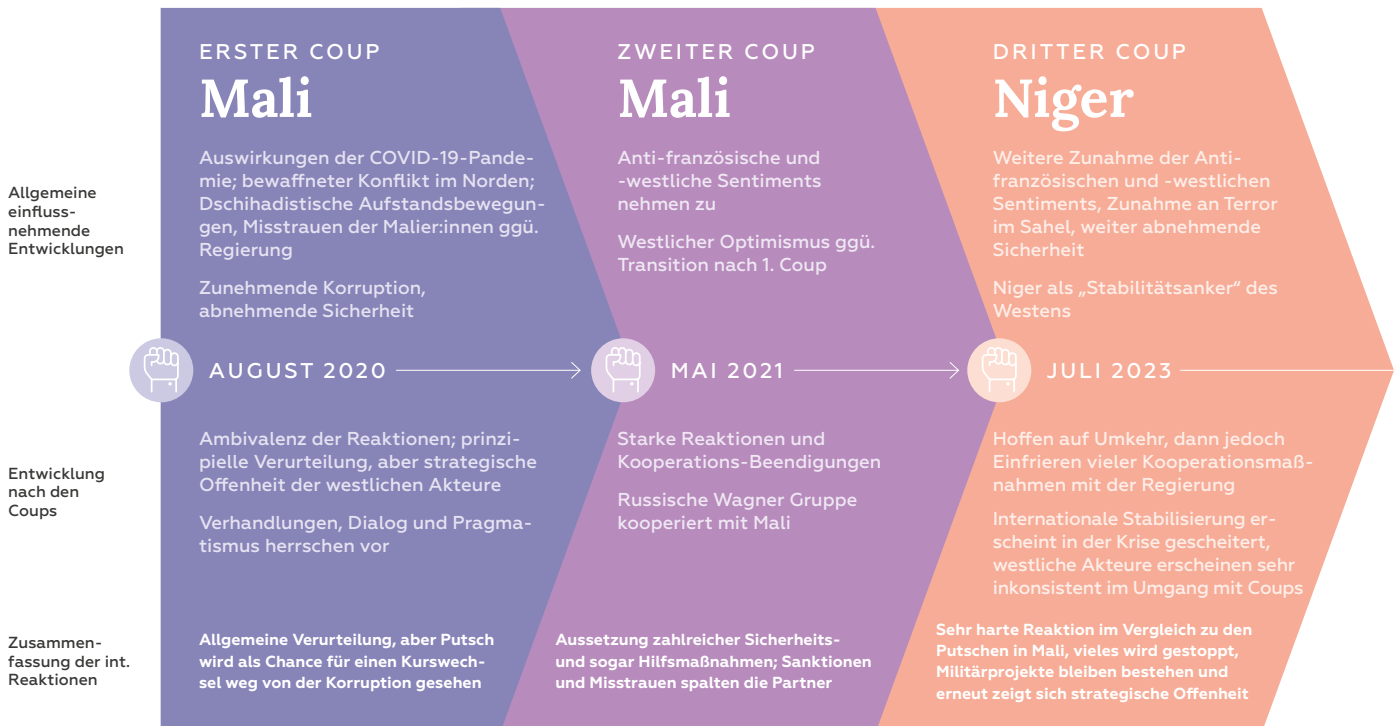 ERSTER COUP
Mali
Auswirkungen der COVID-19-Pande-
mie; bewaffneter Konflikt im Norden;
Dschihadistische Aufstandsbewegun-
gen, Misstrauen der Malier:innen ggü.
Regierung
Zunehmende Korruption,
abnehmende Sicherheit
ZWEITER COUP
Mali
Anti-französische und
-westliche Sentiments
nehmen zu
Westlicher Optimismus ggü.
Transition nach 1. Coup
DRITTER COUP
Niger
Weitere Zunahme der Anti-
französischen und -westlichen
Sentiments, Zunahme an Terror
im Sahel, weiter abnehmende
Sicherheit
Niger als „Stabilitätsanker“ des
Westens
Allgemeine
einfluss-
nehmende
Entwicklungen
AUGUST 2020
MAI 2021
JULI 2023
Entwicklung
nach den
Coups
Ambivalenz der Reaktionen; prinzi-
pielle Verurteilung, aber strategische
Offenheit der westlichen Akteure
Verhandlungen, Dialog und Pragma-
tismus herrschen vor
Starke Reaktionen und
Kooperations-Beendigungen
Russische Wagner Gruppe
kooperiert mit Mali
Hoffen auf Umkehr, dann jedoch
Einfrieren vieler Kooperationsmaß-
nahmen mit der Regierung
Internationale Stabilisierung er-
scheint in der Krise gescheitert,
westliche Akteure erscheinen sehr
inkonsistent im Umgang mit Coups
Zusammen-
fassung der int.
Reaktionen
Allgemeine Verurteilung, aber Putsch
wird als Chance für einen Kurswech-
sel weg von der Korruption gesehen
Aussetzung zahlreicher Sicherheits-
und sogar Hilfsmaßnahmen; Sanktionen
und Misstrauen spalten die Partner
Sehr harte Reaktion im Vergleich zu den
Putschen in Mali, vieles wird gestoppt,
Militärprojekte bleiben bestehen und
erneut zeigt sich strategische Offenheit